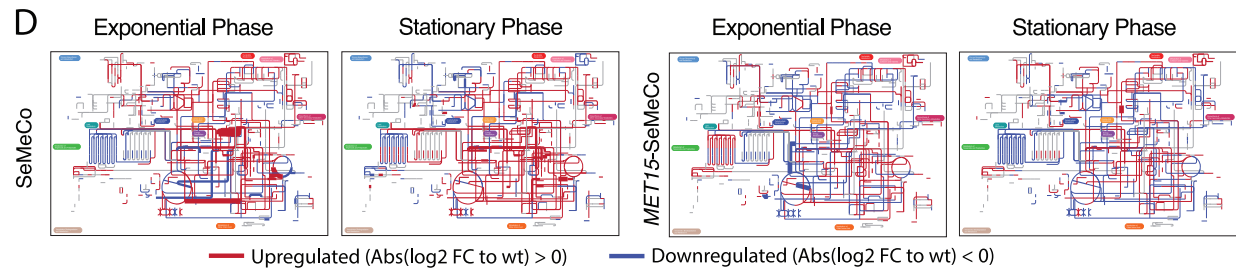 D
Exponential Phase
Stationary Phase
Exponential Phase
Stationary Phase
SeMeCo
MET15-SeMeCo
Upregulated (Abs(log2 FC to wt) > 0)
Downregulated (Abs(log2 FC to wt) < 0)